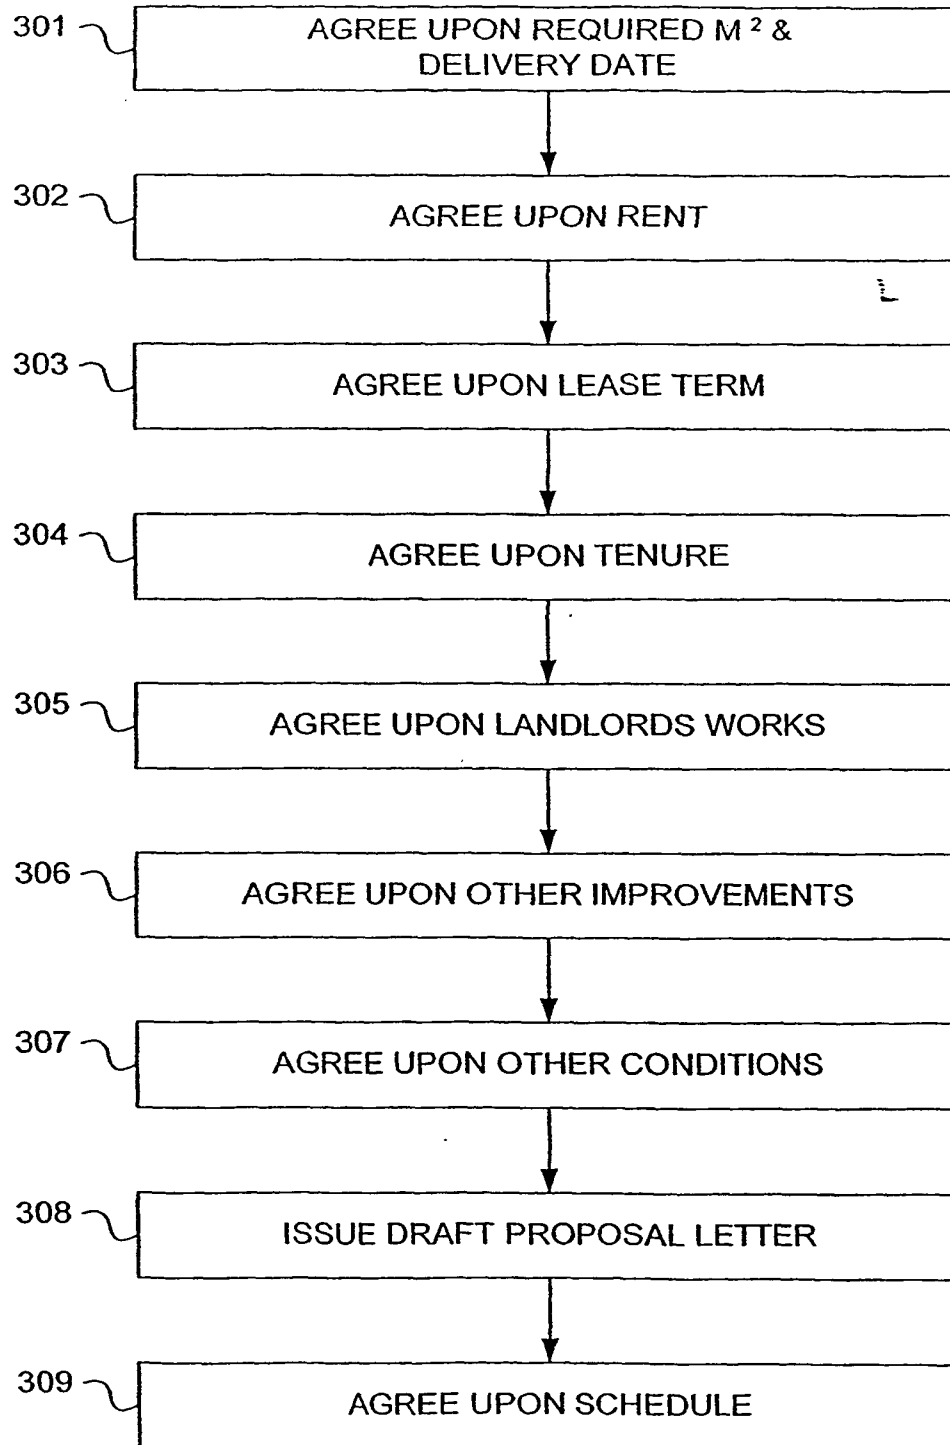 301
AGREE UPON REQUIRED M² &
DELIVERY DATE
302
AGREE UPON RENT
303
AGREE UPON LEASE TERM
304
AGREE UPON TENURE
305
AGREE UPON LANDLORDS WORKS
306
AGREE UPON OTHER IMPROVEMENTS
307
AGREE UPON OTHER CONDITIONS
308
ISSUE DRAFT PROPOSAL LETTER
309
AGREE UPON SCHEDULE